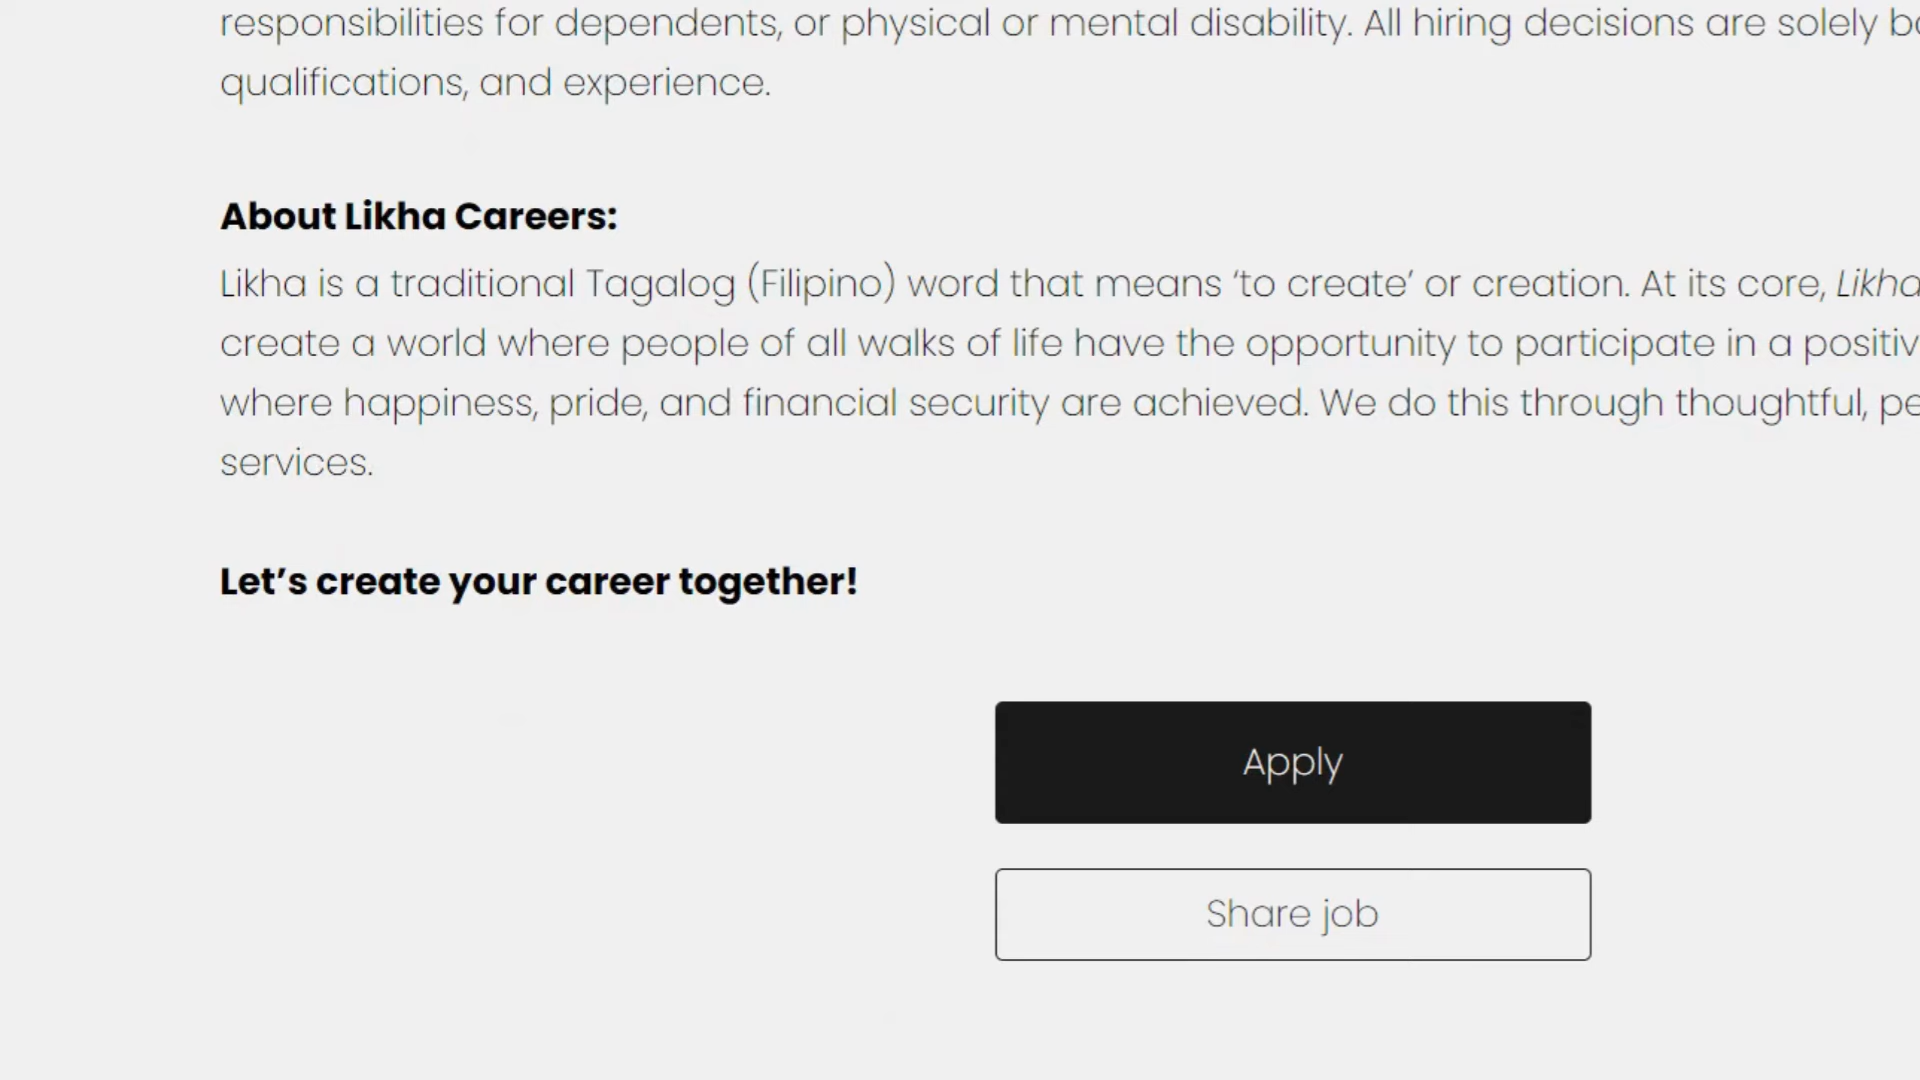 responsibilities for dependents, or physical or mental disability. All hiring decisions are solely
qualifications, and experience.
About Likha Careers:
Likha is a traditional Tagalog (Filipino) word that means ‘to create’ or creation. At its core, Likha
create a world where people of all walks of life have the opportunity to participate in a
where happiness, pride, and financial security are achieved. We do this through thoughtful,
services.
Let’s create your career together!
Apply
Share job